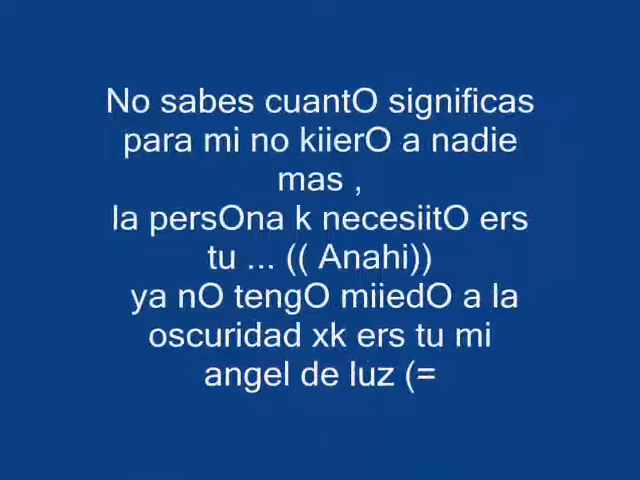 No sabes cuantO significas
para mi no kiierO a nadie
mas ,
la persOna k necesiitO ers
tu ... (( Anahi))
ya nO tengO miiedO a la
oscuridad xk ers tu mi
angel de luz (=